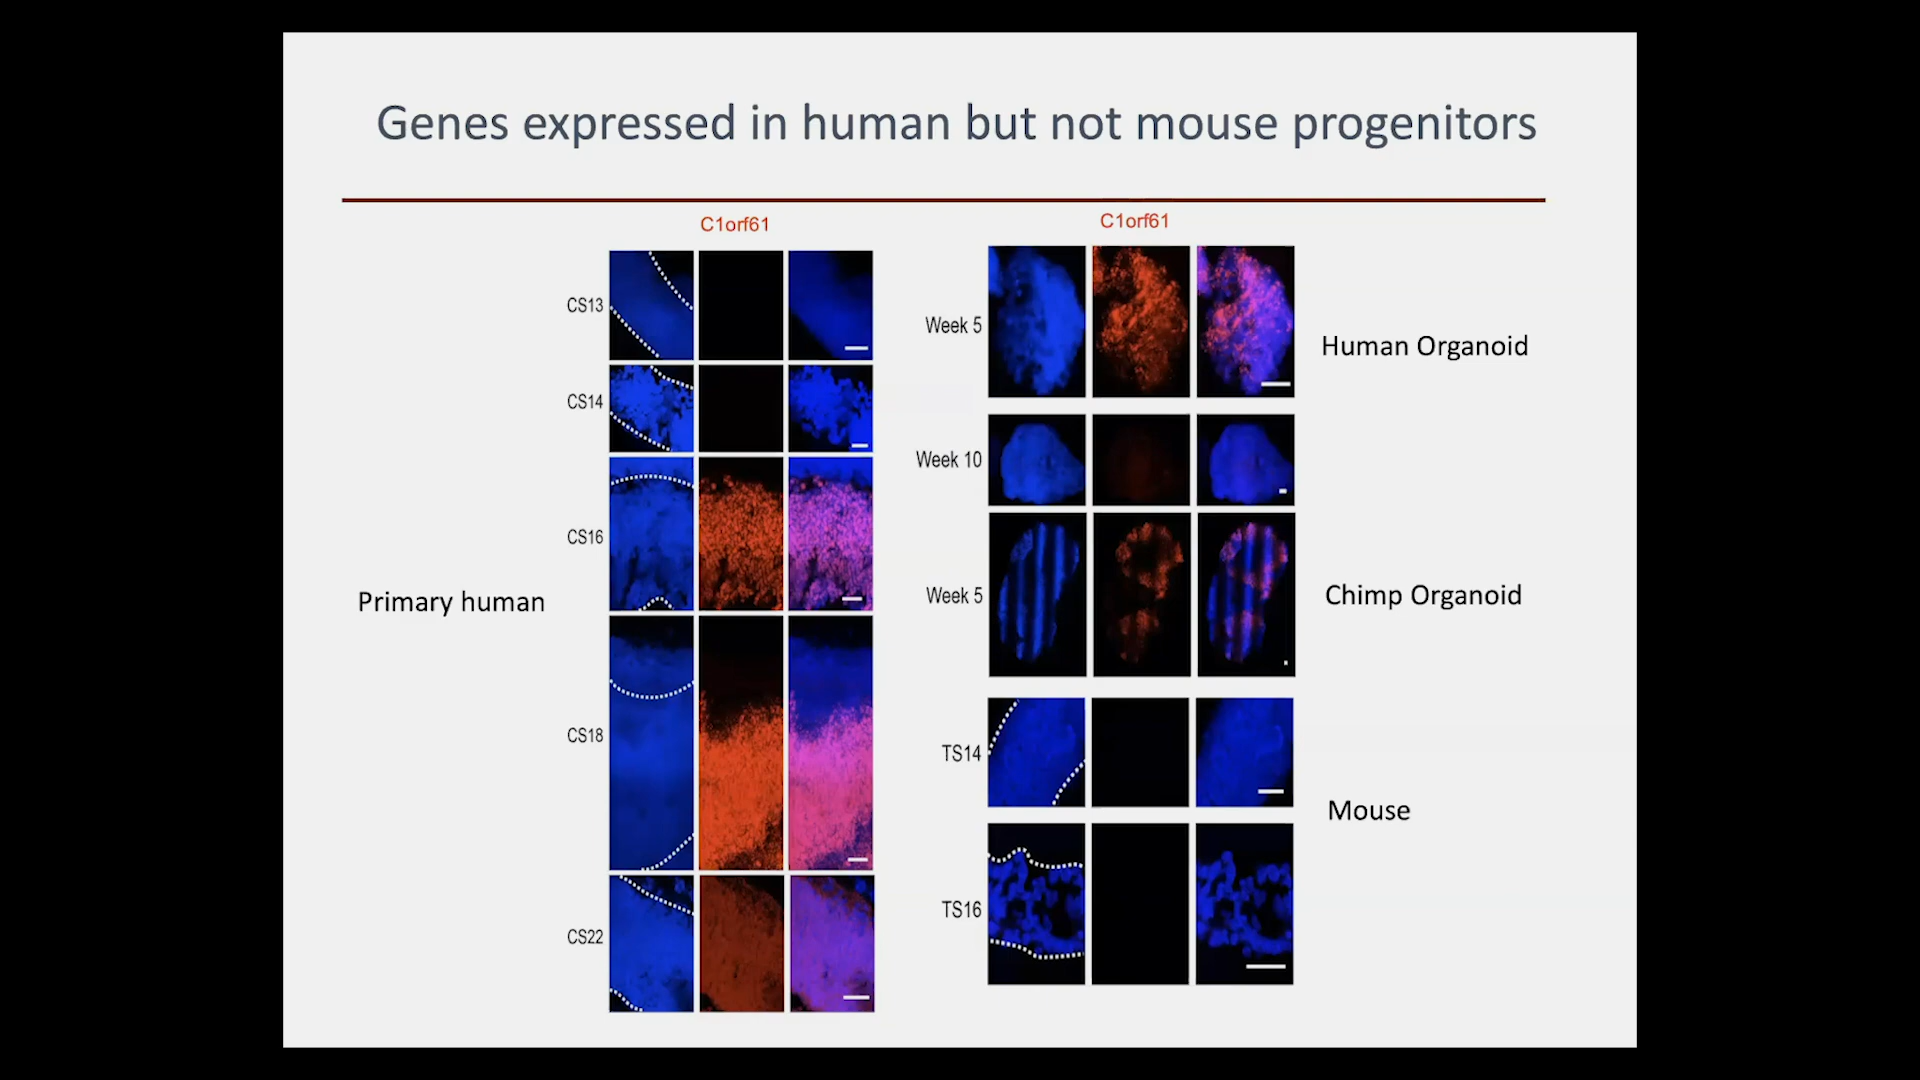 Genes expressed in human but not mouse progenitors
C1orf61
CS13
CS14
CS16
CS18
CS22
Primary human
C1orf61
Week 5
Human Organoid
Week 10
Week 5
Chimp Organoid
TS14
Mouse
TS16